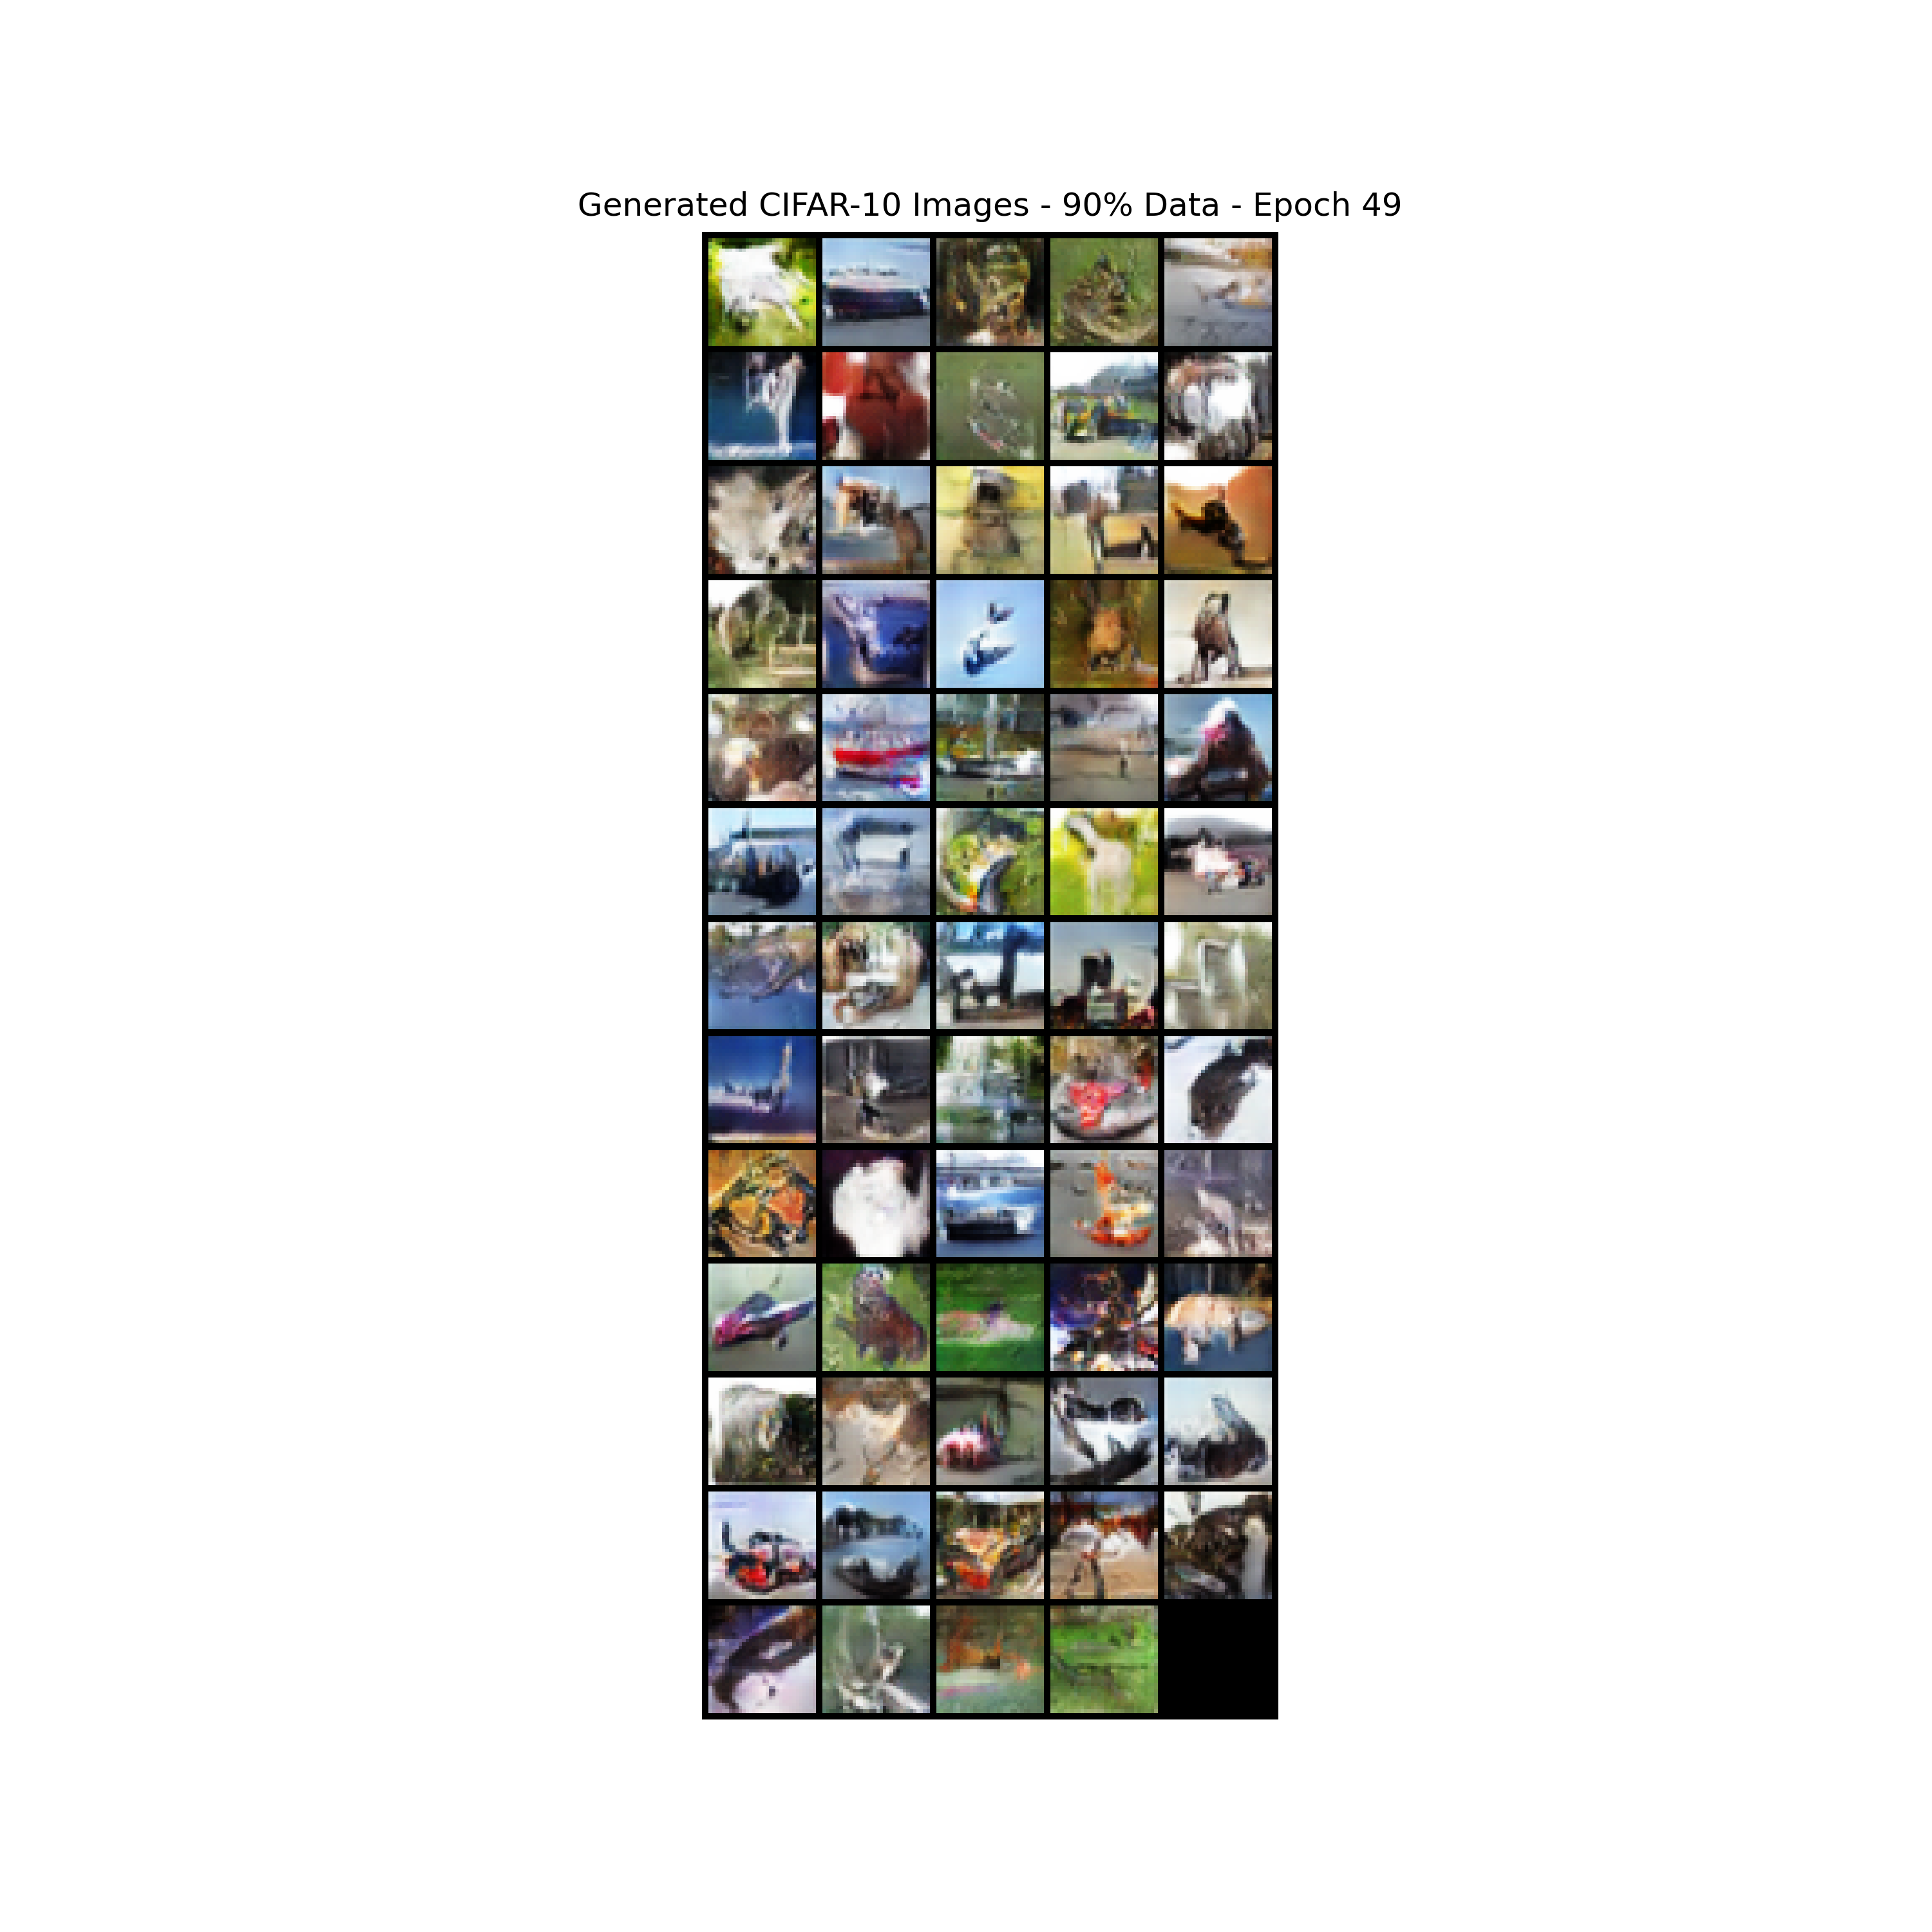 Generated CIFAR-10 Images - 90% Data - Epoch 49